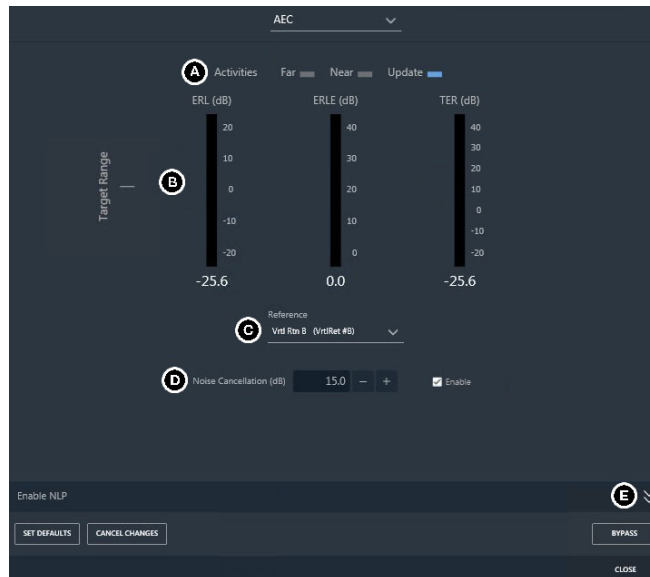 AEC
A Activities Far Near Update
ERL (dB) ERLE (dB) TER (dB)
20 40 40
30
10 30 20
Target Range B 0 20 10
0
-10 10 -10
-20 0 -20
-25.6 0.0 -25.6
Reference
C Vrtl Rtn B (VrtlRet #B)
D Noise Cancellation (dB) 15.0 - + Enable
Enable NLP E
SET DEFAULTS CANCEL CHANGES BYPASS
CLOSE